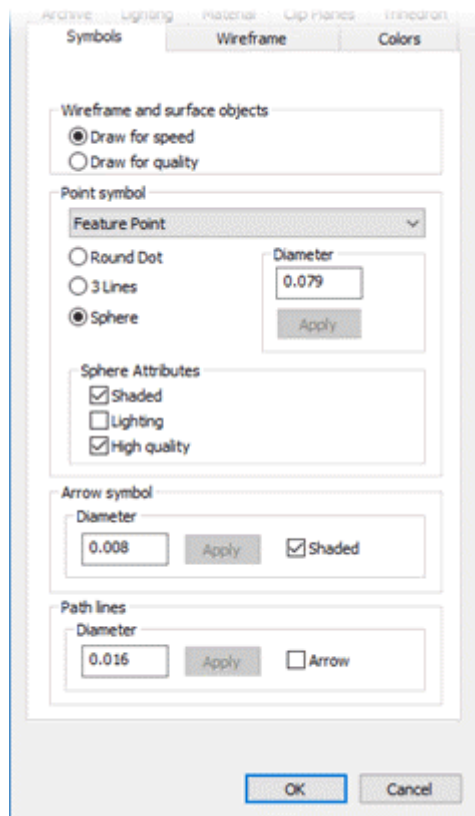 Archive Lighting Material Clip Planes Trihedron
Symbols Wireframe Colors
Wireframe and surface objects
Draw for speed
Draw for quality
Point symbol
Feature Point
Round Dot
3 Lines
Sphere
Diameter
0.079
Apply
Sphere Attributes
Shaded
Lighting
High quality
Arrow symbol
Diameter
0.008 Apply Shaded
Path lines
Diameter
0.016 Apply Arrow
OK Cancel